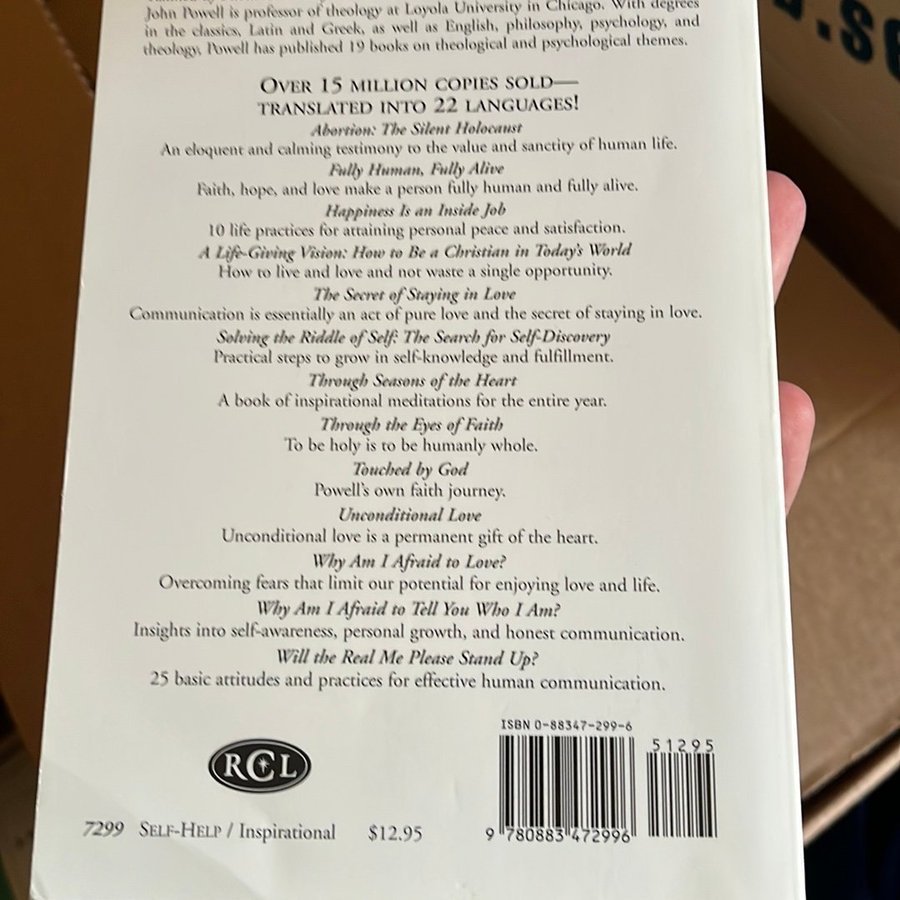 John Powell is professor of theology at Loyola University in Chicago. With degrees
in the classics, Latin and Greek, as well as English, philosophy, psychology, and
theology, Powell has published 19 books on theological and psychological themes.
OVER 15 MILLION COPIES SOLD—
TRANSLATED INTO 22 LANGUAGES!
Abortion: The Silent Holocaust
An eloquent and calming testimony to the value and sanctity of human life.
Fully Human, Fully Alive
Faith, hope, and love make a person fully human and fully alive.
Happiness Is an Inside Job
10 life practices for attaining personal peace and satisfaction.
A Life-Giving Vision: How to Be a Christian in Today's World
How to live and love and not waste a single opportunity.
The Secret of Staying in Love
Communication is essentially an act of pure love and the secret of staying in love.
Solving the Riddle of Self: The Search for Self-Discovery
Practical steps to grow in self-knowledge and fulfillment.
Through Seasons of the Heart
A book of inspirational meditations for the entire year.
Through the Eyes of Faith
To be holy is to be humanly whole.
Touched by God
Powell's own faith journey.
Unconditional Love
Unconditional love is a permanent gift of the heart.
Why Am I Afraid to Love?
Overcoming fears that limit our potential for enjoying love and life.
Why Am I Afraid to Tell You Who I Am?
Insights into self-awareness, personal growth, and honest communication.
Will the Real Me Please Stand Up?
25 basic attitudes and practices for effective human communication.
ISBN 0-88347-299-6
51295
RCL
7299 SELF-HELP / Inspirational $12.95
9 780883 472996